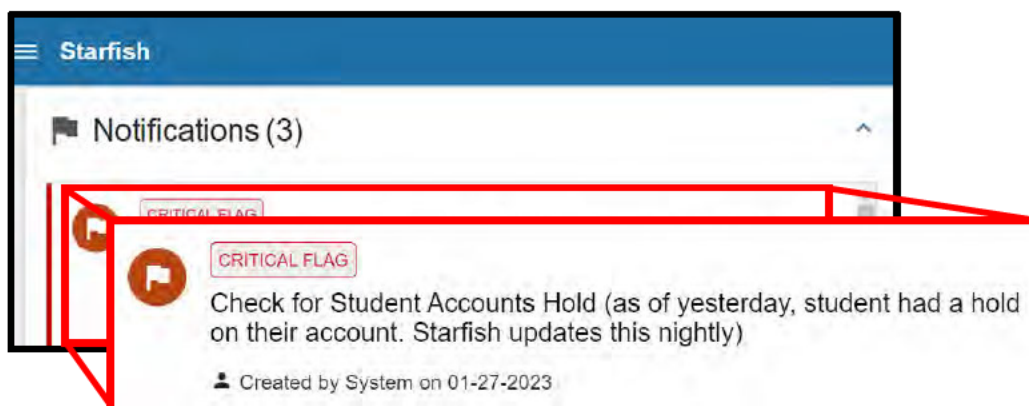 Starfish
Notifications (3)
CRITICAL FLAG
CRITICAL FLAG
Check for Student Accounts Hold (as of yesterday, student had a hold
on their account. Starfish updates this nightly)
Created by System on 01-27-2023